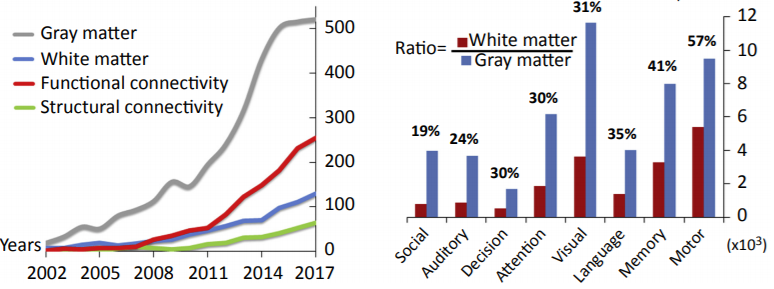 Gray matter
White matter
Functional connectivity
Structural connectivity
500
400
300
200
100
0
Years
2002 2005 2008 2011 2014 2017
Ratio= White matter
Gray matter
19%
24%
30%
30%
31%
35%
41%
57%
12
10
8
6
4
2
0
(x10³)
Social
Auditory
Decision
Attention
Visual
Language
Memory
Motor